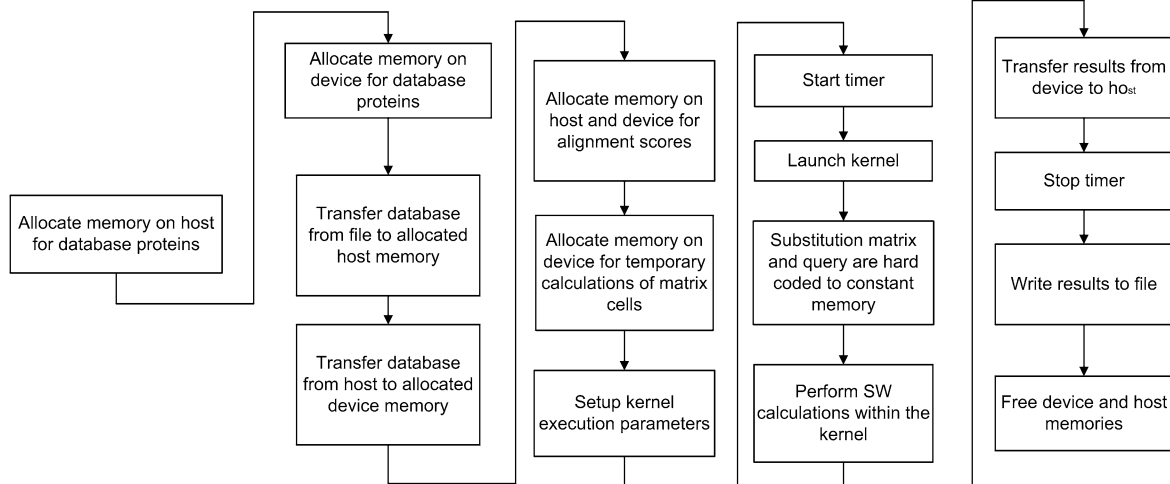 Allocate memory on host
for database proteins
Allocate memory on
device for database
proteins
Transfer database
from file to allocated
host memory
Transfer database
from host to allocated
device memory
Allocate memory on
host and device for
alignment scores
Allocate memory on
device for temporary
calculations of matrix
cells
Setup kernel
execution parameters
Start timer
Launch kernel
Substitution matrix
and query are hard
coded to constant
memory
Perform SW
calculations within the
kernel
Transfer results from
device to host
Stop timer
Write results to file
Free device and host
memories